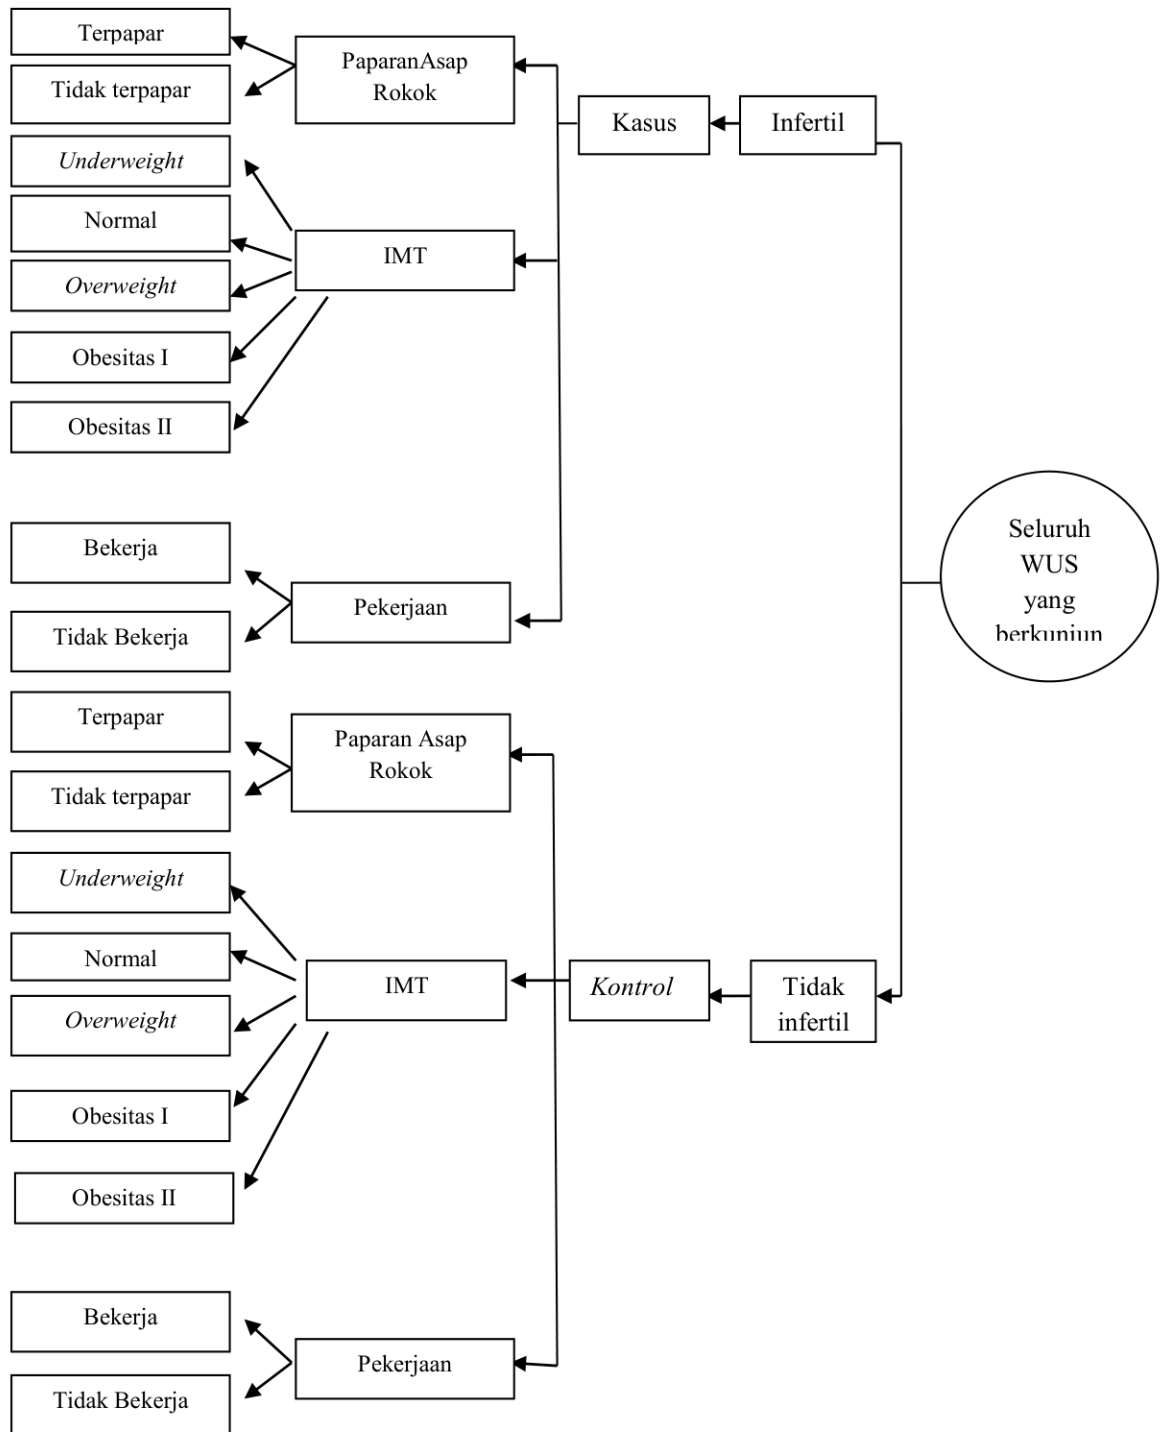 Terpapar
Tidak terpapar
Underweight
Normal
Overweight
Obesitas I
Obesitas II
Bekerja
Tidak Bekerja
PaparanAsap
Rokok
IMT
Pekerjaan
Kasus
Infertil
Seluruh
WUS
yang
berkunjun
Terpapar
Tidak terpapar
Underweight
Normal
Overweight
Obesitas I
Obesitas II
Bekerja
Tidak Bekerja
Paparan Asap
Rokok
IMT
Pekerjaan
Kontrol
Tidak
infertil